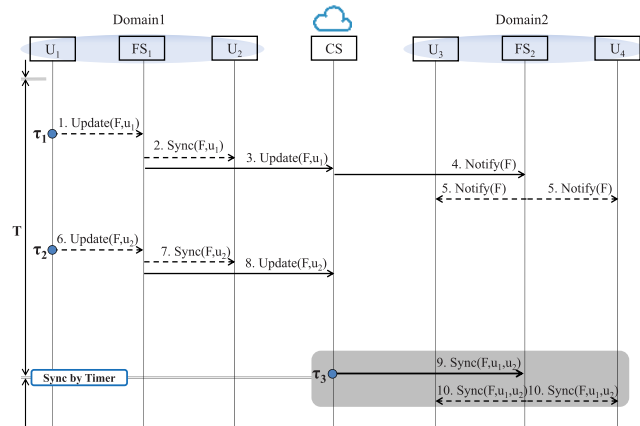 Domain1 Domain2
U₁ FS₁ U₂ CS U₃ FS₂ U₄
τ₁ 1. Update(F,u₁)
2. Sync(F,u₁)
3. Update(F,u₁)
4. Notify(F)
5. Notify(F) 5. Notify(F)
T
τ₂ 6. Update(F,u₂)
7. Sync(F,u₂)
8. Update(F,u₂)
9. Sync(F,u₁,u₂)
Sync by Timer τ₃
10. Sync(F,u₁,u₂) 10. Sync(F,u₁,u₂)